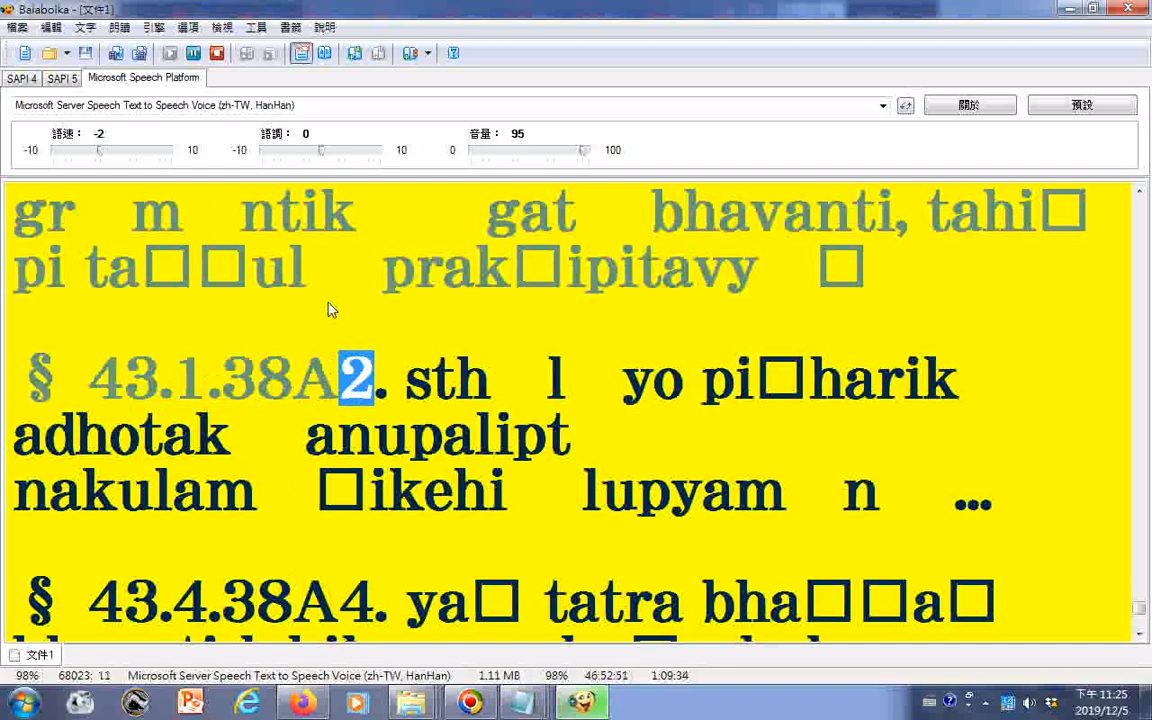 Balabolka - [文件1]
檔案 編輯 文字 朗讀 引擎 選項 檢視 工具 書籤 說明
SAPI 4 SAPI 5 Microsoft Speech Platform
Microsoft Server Speech Text to Speech Voice (zh-TW, HanHan) 關於 預設
語速： -2 語調： 0 音量： 95
-10 10 -10 10 0 100
gr m ntik gat bhavanti, tahi□
pi ta□□ul prak□ipitavy □
§ 43.1.38A2. sth l yo pi□harik
adhotak anupalipt
nakulam □ikehi lupyam n ...
§ 43.4.38A4. ya□ tatra bha□□a□
文件1
98% 68023: 11 Microsoft Server Speech Text to Speech Voice (zh-TW, HanHan) 1.11 MB 98% 46:52:51 1:09:34
下午 11:25
2019/12/5